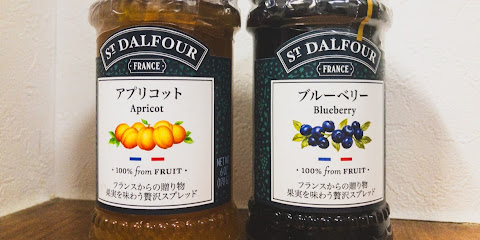 ST DALFOUR
FRANCE
アプリコット
Apricot
• 100% from FRUIT •
フランスからの贈り物
果実を味わう贅沢スプレッド
ST DALFOUR
FRANCE
ブルーベリー
Blueberry
• 100% from FRUIT •
フランスからの贈り物
果実を味わう贅沢スプレッド